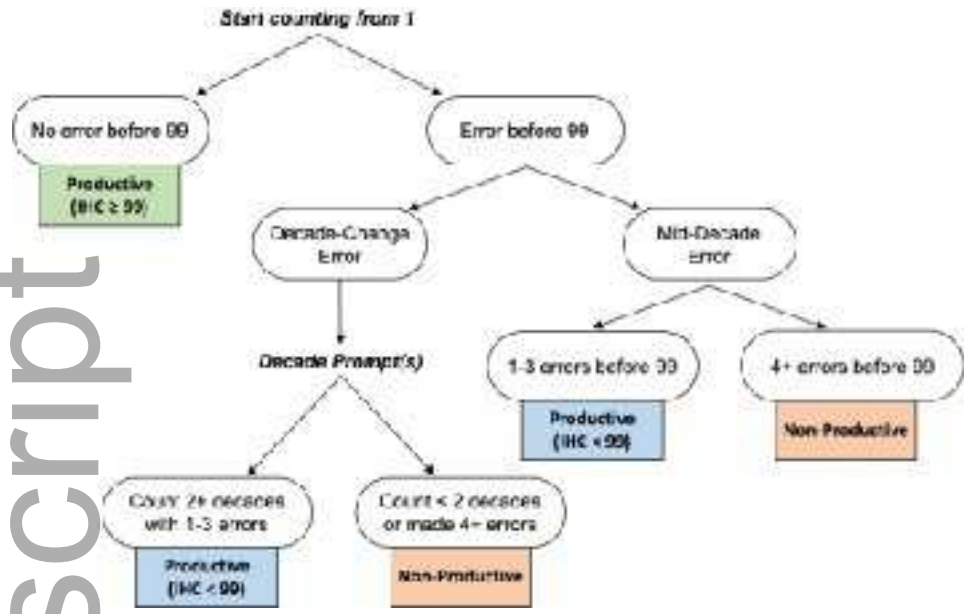 Start counting from 1
No error before 99
Error before 99
Productive
(IHC ≥ 99)
Decade-Change
Error
Mid-Decade
Error
Decade Prompt(s)
1-3 errors before 99
4+ errors before 99
Productive
(IHC < 99)
Non-Productive
Count 2+ decades
with 1-3 errors
Count < 2 decades
or made 4+ errors
Productive
(IHC < 99)
Non-Productive
script